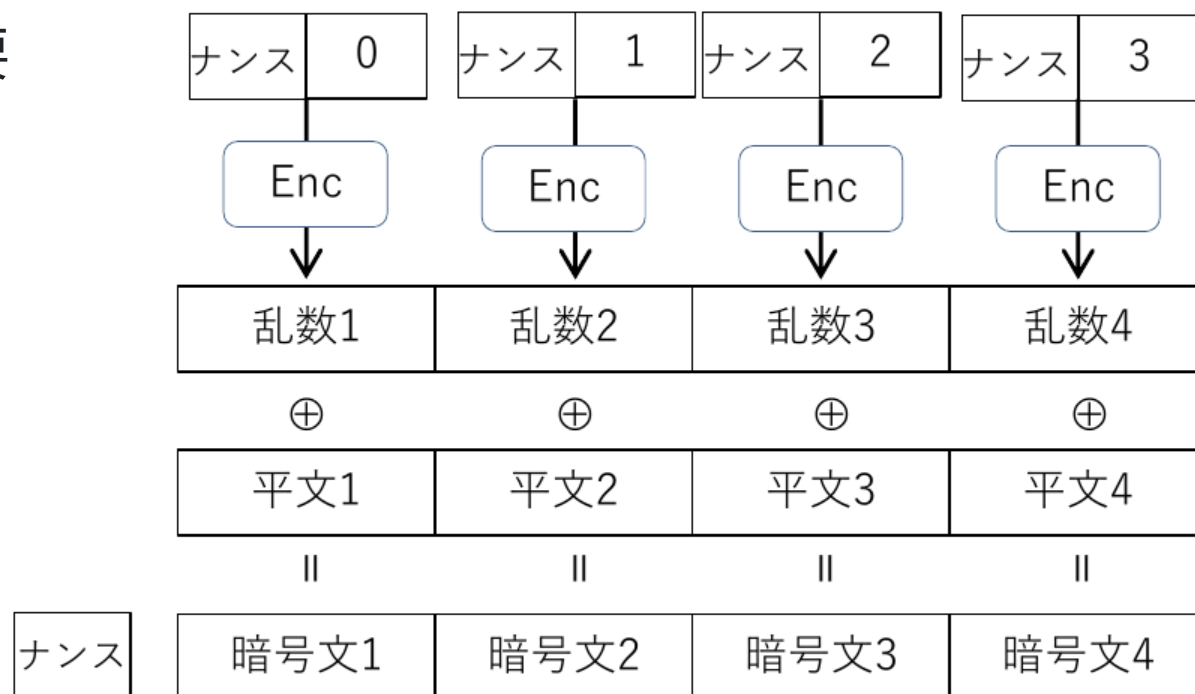 要
ナンス 0 ナンス 1 ナンス 2 ナンス 3
Enc Enc Enc Enc
乱数1 乱数2 乱数3 乱数4
⊕ ⊕ ⊕ ⊕
平文1 平文2 平文3 平文4
= = = =
ナンス 暗号文1 暗号文2 暗号文3 暗号文4